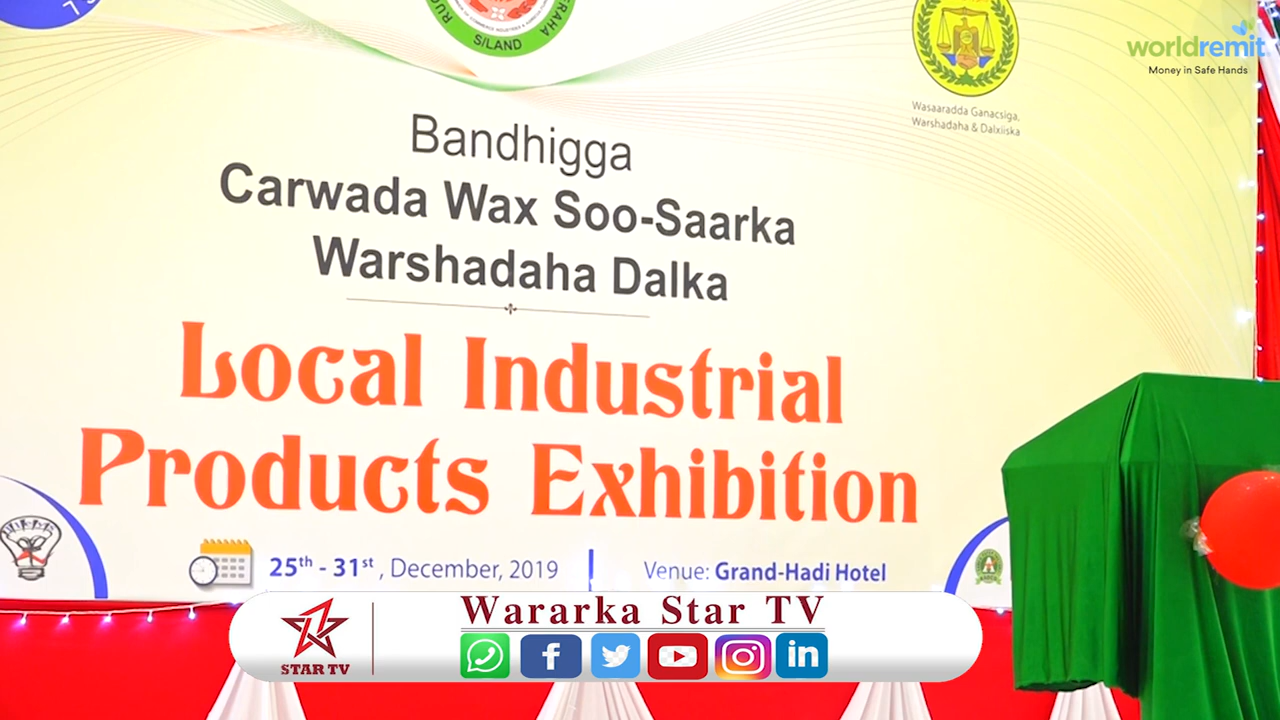 S/LAND
worldremit
Money in Safe Hands
Wasaaradda Ganacsiga,
Warshadaha & Dalxiiska
Bandhigga
Carwada Wax Soo-Saarka
Warshadaha Dalka
Local Industrial
Products Exhibition
25th - 31st , December, 2019
Venue: Grand-Hadi Hotel
Wararka Star TV
STAR TV